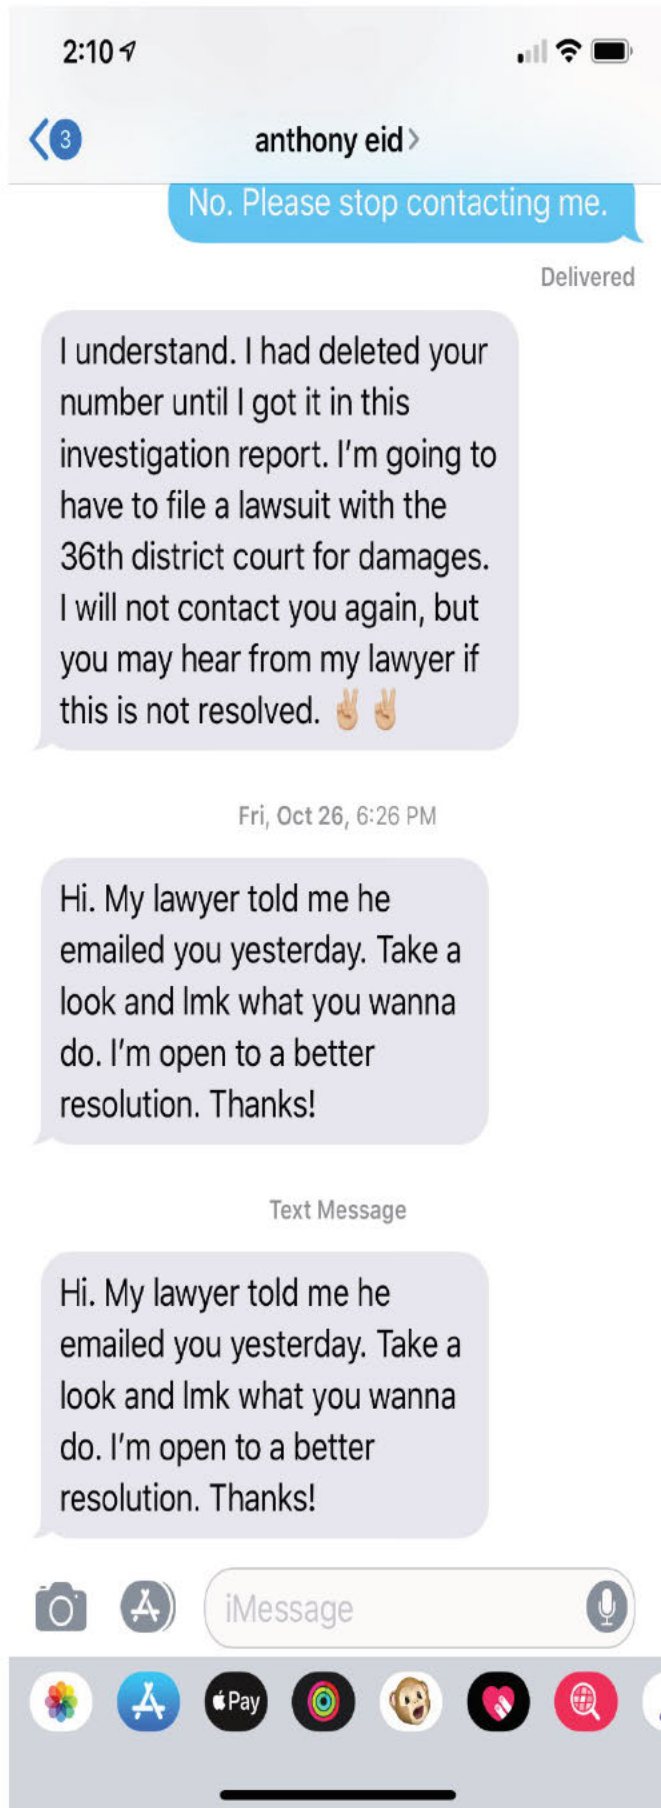 2:10
3
anthony eid
No. Please stop contacting me.
Delivered
I understand. I had deleted your
number until I got it in this
investigation report. I'm going to
have to file a lawsuit with the
36th district court for damages.
I will not contact you again, but
you may hear from my lawyer if
this is not resolved. ✌🏼 ✌🏼
Fri, Oct 26, 6:26 PM
Hi. My lawyer told me he
emailed you yesterday. Take a
look and lmk what you wanna
do. I'm open to a better
resolution. Thanks!
Text Message
Hi. My lawyer told me he
emailed you yesterday. Take a
look and lmk what you wanna
do. I'm open to a better
resolution. Thanks!
iMessage
Pay